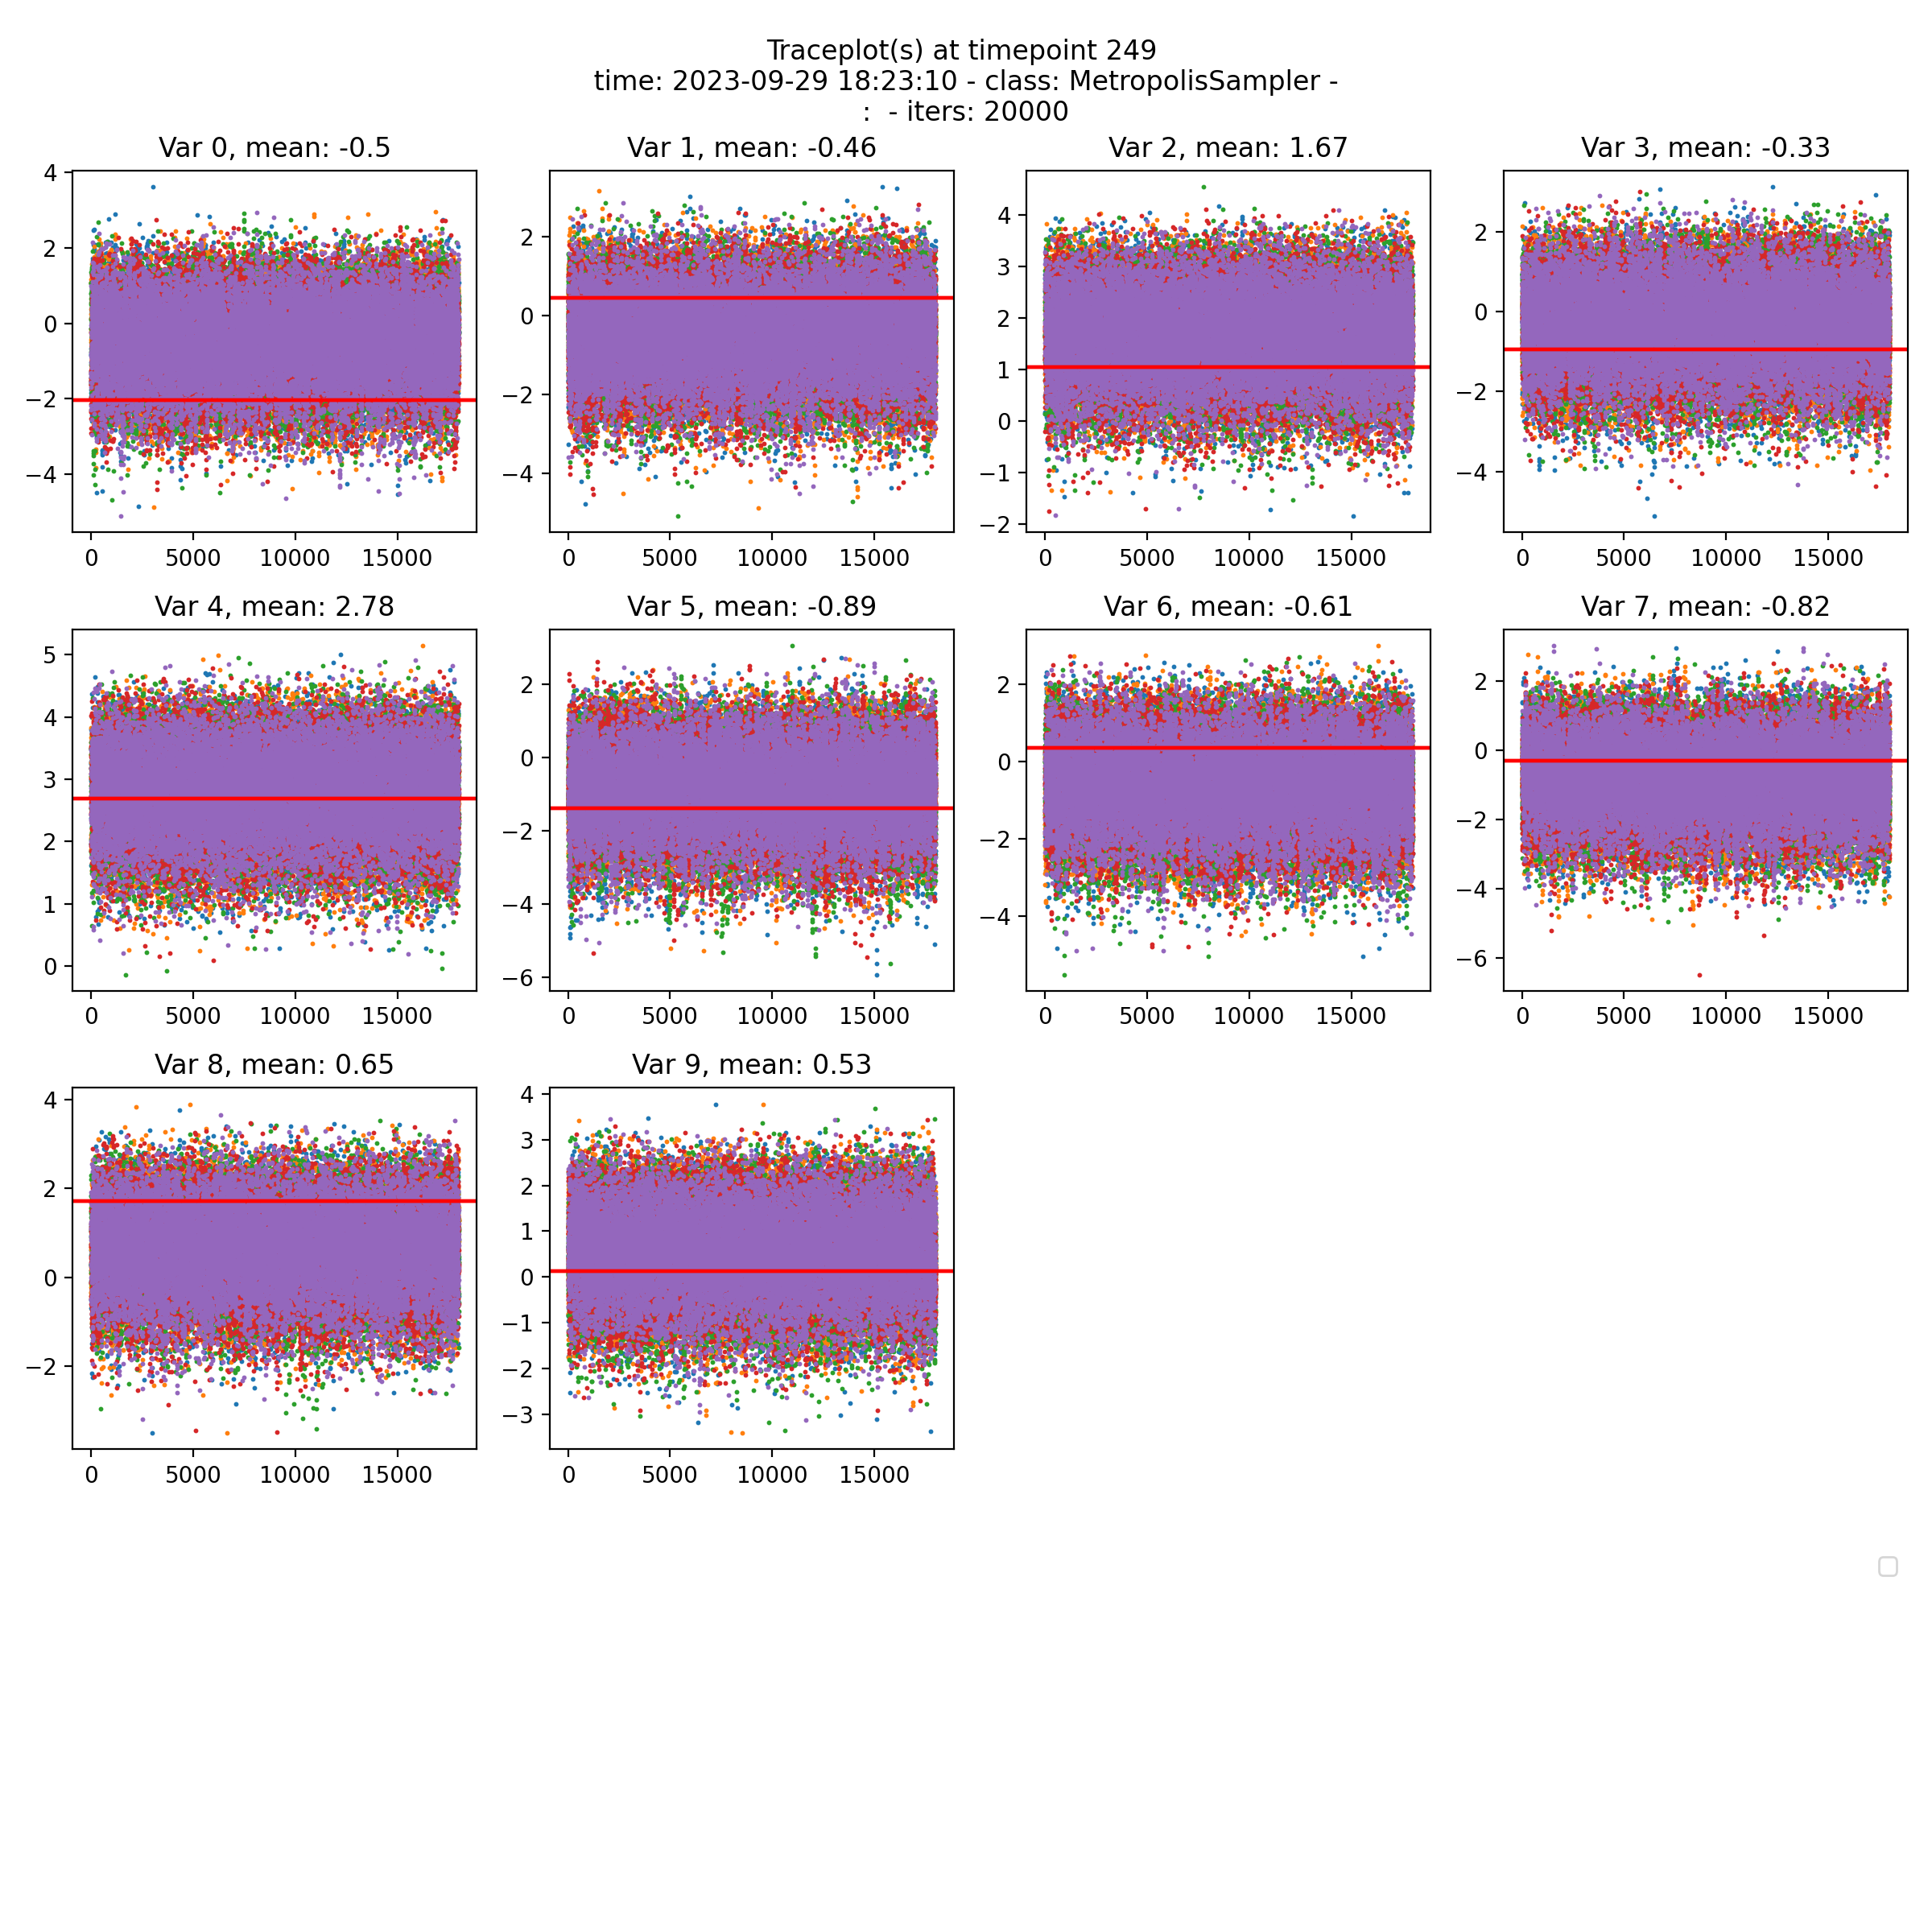 Traceplot(s) at timepoint 249
time: 2023-09-29 18:23:10 - class: MetropolisSampler -
:  - iters: 20000
Var 0, mean: -0.5
Var 1, mean: -0.46
Var 2, mean: 1.67
Var 3, mean: -0.33
4
2
0
−2
−4
0 5000 10000 15000
2
0
−2
−4
0 5000 10000 15000
4
3
2
1
0
−1
−2
0 5000 10000 15000
2
0
−2
−4
0 5000 10000 15000
Var 4, mean: 2.78
Var 5, mean: -0.89
Var 6, mean: -0.61
Var 7, mean: -0.82
5
4
3
2
1
0
0 5000 10000 15000
2
0
−2
−4
−6
0 5000 10000 15000
2
0
−2
−4
0 5000 10000 15000
2
0
−2
−4
−6
0 5000 10000 15000
Var 8, mean: 0.65
Var 9, mean: 0.53
4
2
0
−2
0 5000 10000 15000
4
3
2
1
0
−1
−2
−3
0 5000 10000 15000